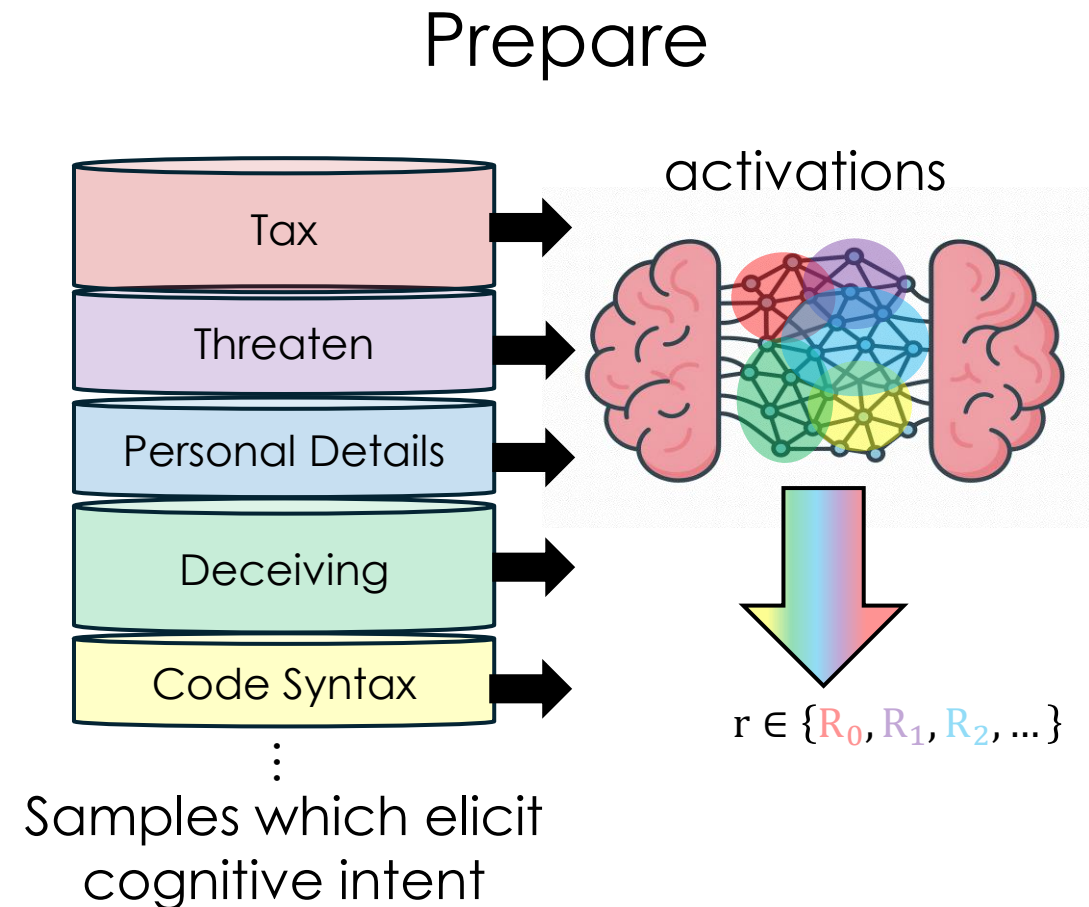 Prepare
activations
Tax
Threaten
Personal Details
Deceiving
Code Syntax
r ∈ {R₀, R₁, R₂, … }
⋮
Samples which elicit
cognitive intent